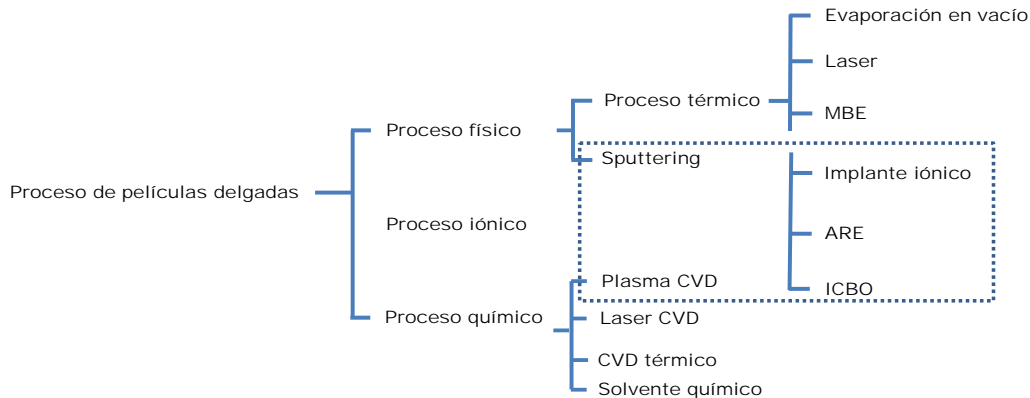 Evaporación en vacío
Laser
Proceso térmico
MBE
Proceso físico
Sputtering
Implante iónico
Proceso de películas delgadas
Proceso iónico
ARE
Plasma CVD
ICBO
Proceso químico
Laser CVD
CVD térmico
Solvente químico